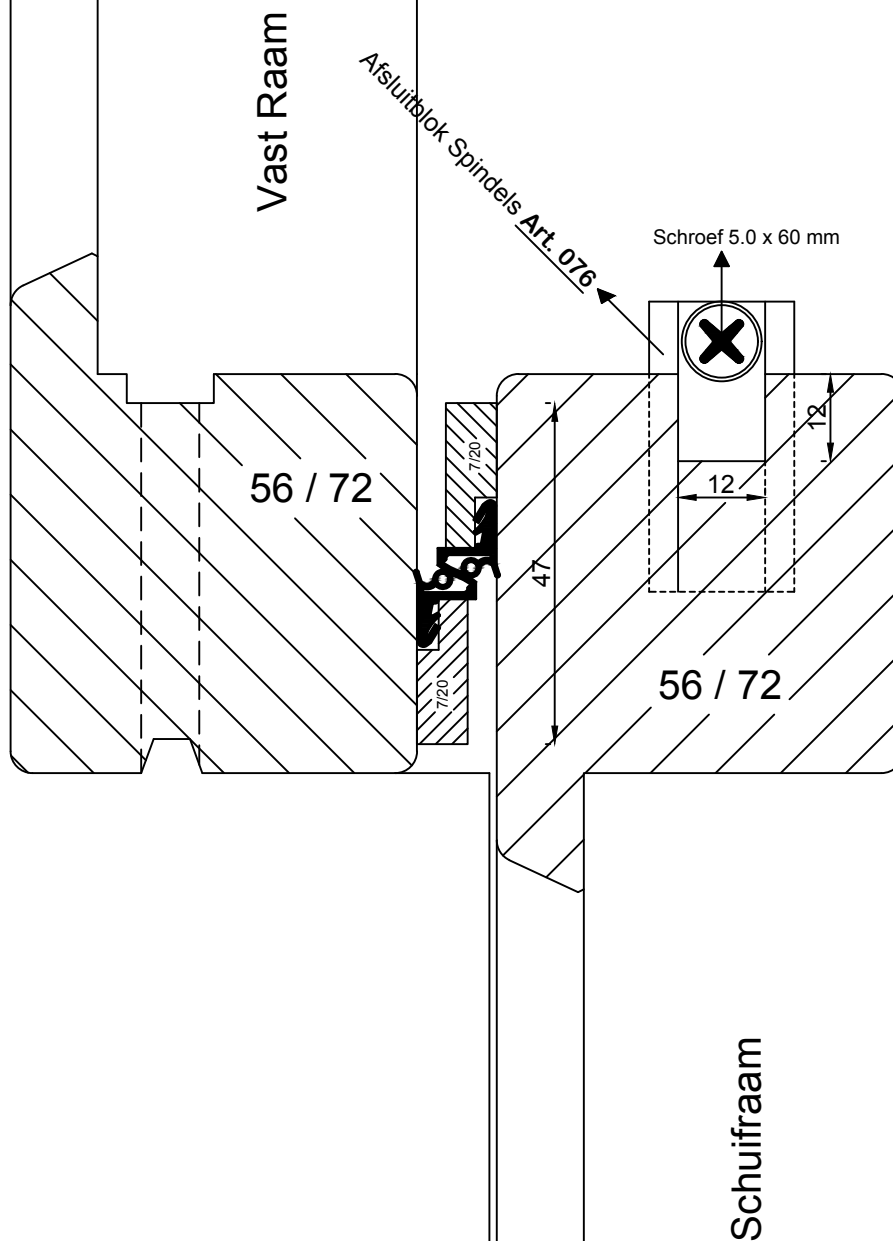 Vast Raam
Afsluitblok Spindels Art. 076
Schroef 5.0 x 60 mm
12
7/20
56 / 72
12
47
7/20
56 / 72
Schuifraam